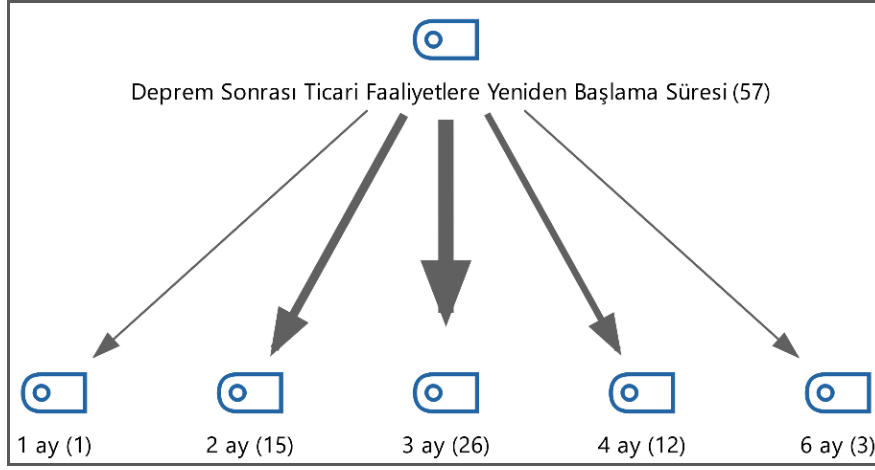 Deprem Sonrası Ticari Faaliyetlere Yeniden Başlama Süresi (57)
1 ay (1)
2 ay (15)
3 ay (26)
4 ay (12)
6 ay (3)